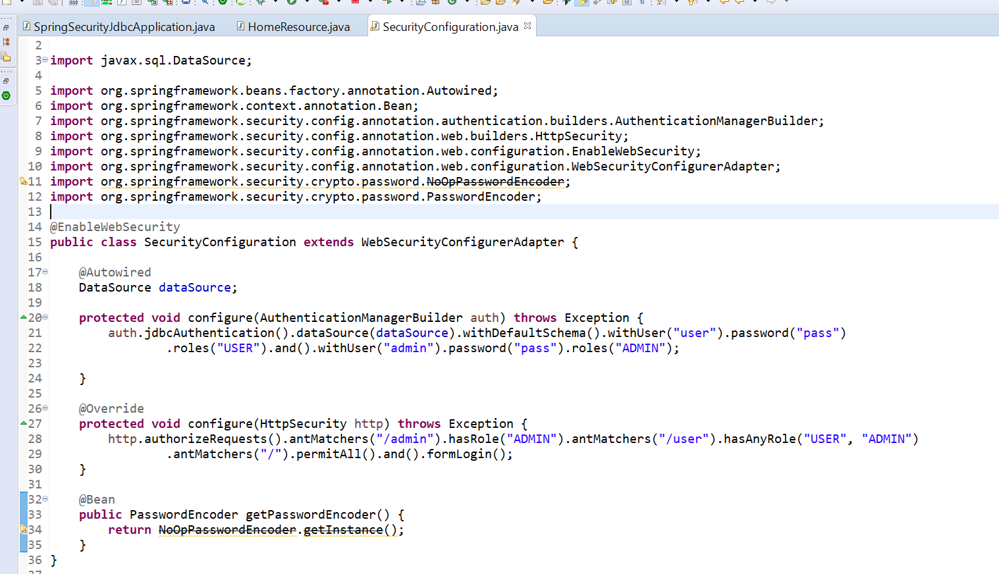 SpringSecurityJdbcApplication.java HomeResource.java SecurityConfiguration.java
2
3 import javax.sql.DataSource;
4
5 import org.springframework.beans.factory.annotation.Autowired;
6 import org.springframework.context.annotation.Bean;
7 import org.springframework.security.config.annotation.authentication.builders.AuthenticationManagerBuilder;
8 import org.springframework.security.config.annotation.web.builders.HttpSecurity;
9 import org.springframework.security.config.annotation.web.configuration.EnableWebSecurity;
10 import org.springframework.security.config.annotation.web.configuration.WebSecurityConfigurerAdapter;
11 import org.springframework.security.crypto.password.NoOpPasswordEncoder;
12 import org.springframework.security.crypto.password.PasswordEncoder;
13
14 @EnableWebSecurity
15 public class SecurityConfiguration extends WebSecurityConfigurerAdapter {
16
17 @Autowired
18 DataSource dataSource;
19
20 protected void configure(AuthenticationManagerBuilder auth) throws Exception {
21 auth.jdbcAuthentication().dataSource(dataSource).withDefaultSchema().withUser("user").password("pass")
22 .roles("USER").and().withUser("admin").password("pass").roles("ADMIN");
23
24 }
25
26 @Override
27 protected void configure(HttpSecurity http) throws Exception {
28 http.authorizeRequests().antMatchers("/admin").hasRole("ADMIN").antMatchers("/user").hasAnyRole("USER", "ADMIN")
29 .antMatchers("/").permitAll().and().formLogin();
30 }
31
32 @Bean
33 public PasswordEncoder getPasswordEncoder() {
34 return NoOpPasswordEncoder.getInstance();
35 }
36 }